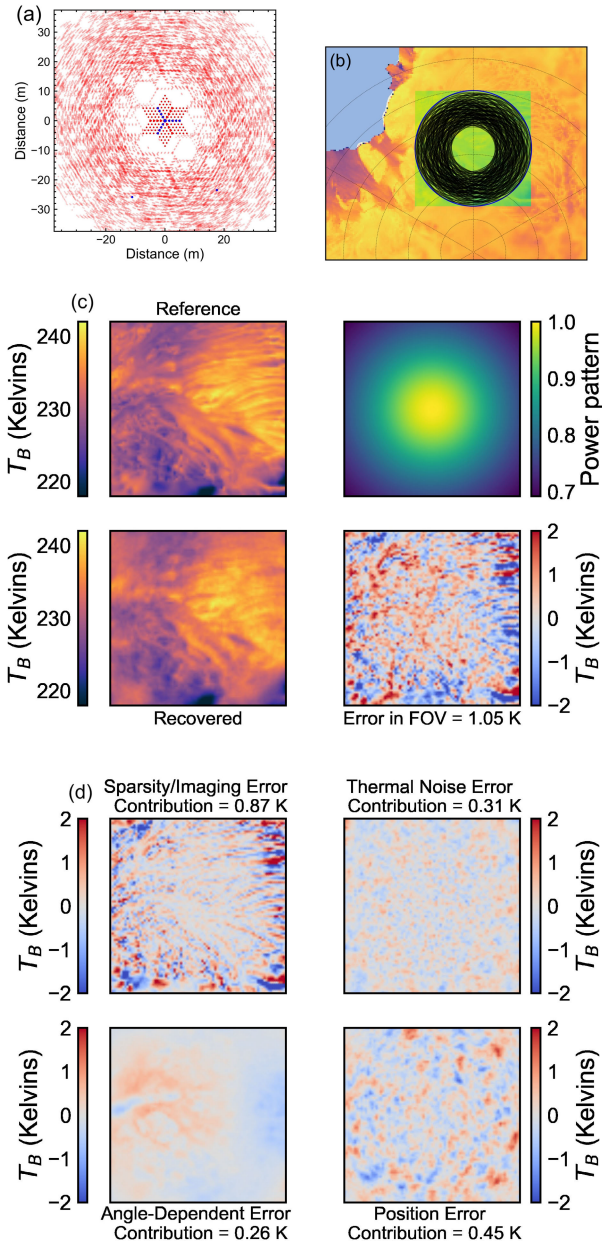 (a)
Distance (m)
30
20
10
0
−10
−20
−30
−20
0
20
Distance (m)
(b)
(c)
Reference
T_B (Kelvins)
240
230
220
1.0
0.9
0.8
0.7
Power pattern
T_B (Kelvins)
240
230
220
Recovered
2
1
0
−1
−2
T_B (Kelvins)
Error in FOV = 1.05 K
(d)
Sparsity/Imaging Error
Contribution = 0.87 K
T_B (Kelvins)
2
1
0
−1
−2
Thermal Noise Error
Contribution = 0.31 K
2
1
0
−1
−2
T_B (Kelvins)
T_B (Kelvins)
2
1
0
−1
−2
Angle-Dependent Error
Contribution = 0.26 K
2
1
0
−1
−2
T_B (Kelvins)
Position Error
Contribution = 0.45 K